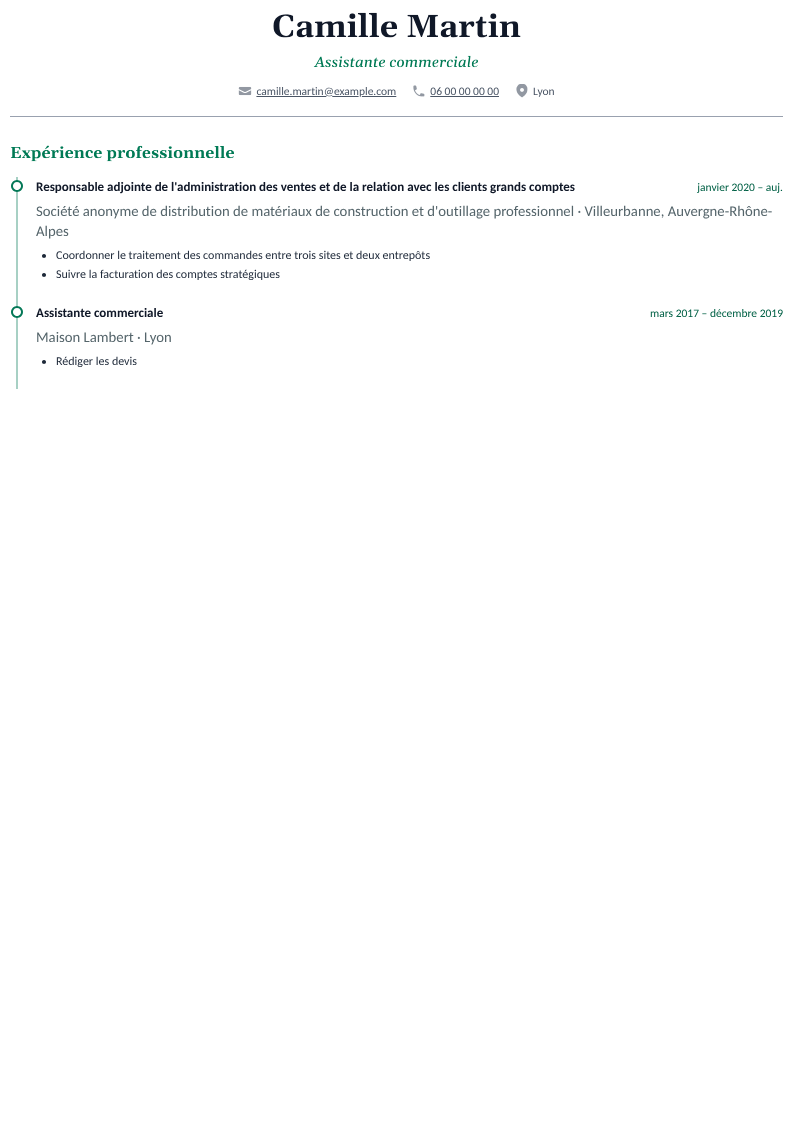 Camille Martin
Assistante commerciale
camille.martin@example.com 06 00 00 00 00 Lyon
Expérience professionnelle
Responsable adjointe de l'administration des ventes et de la relation avec les clients grands comptes janvier 2020 – auj.
Société anonyme de distribution de matériaux de construction et d'outillage professionnel · Villeurbanne, Auvergne-Rhône-
Alpes
• Coordonner le traitement des commandes entre trois sites et deux entrepôts
• Suivre la facturation des comptes stratégiques
Assistante commerciale mars 2017 – décembre 2019
Maison Lambert · Lyon
• Rédiger les devis